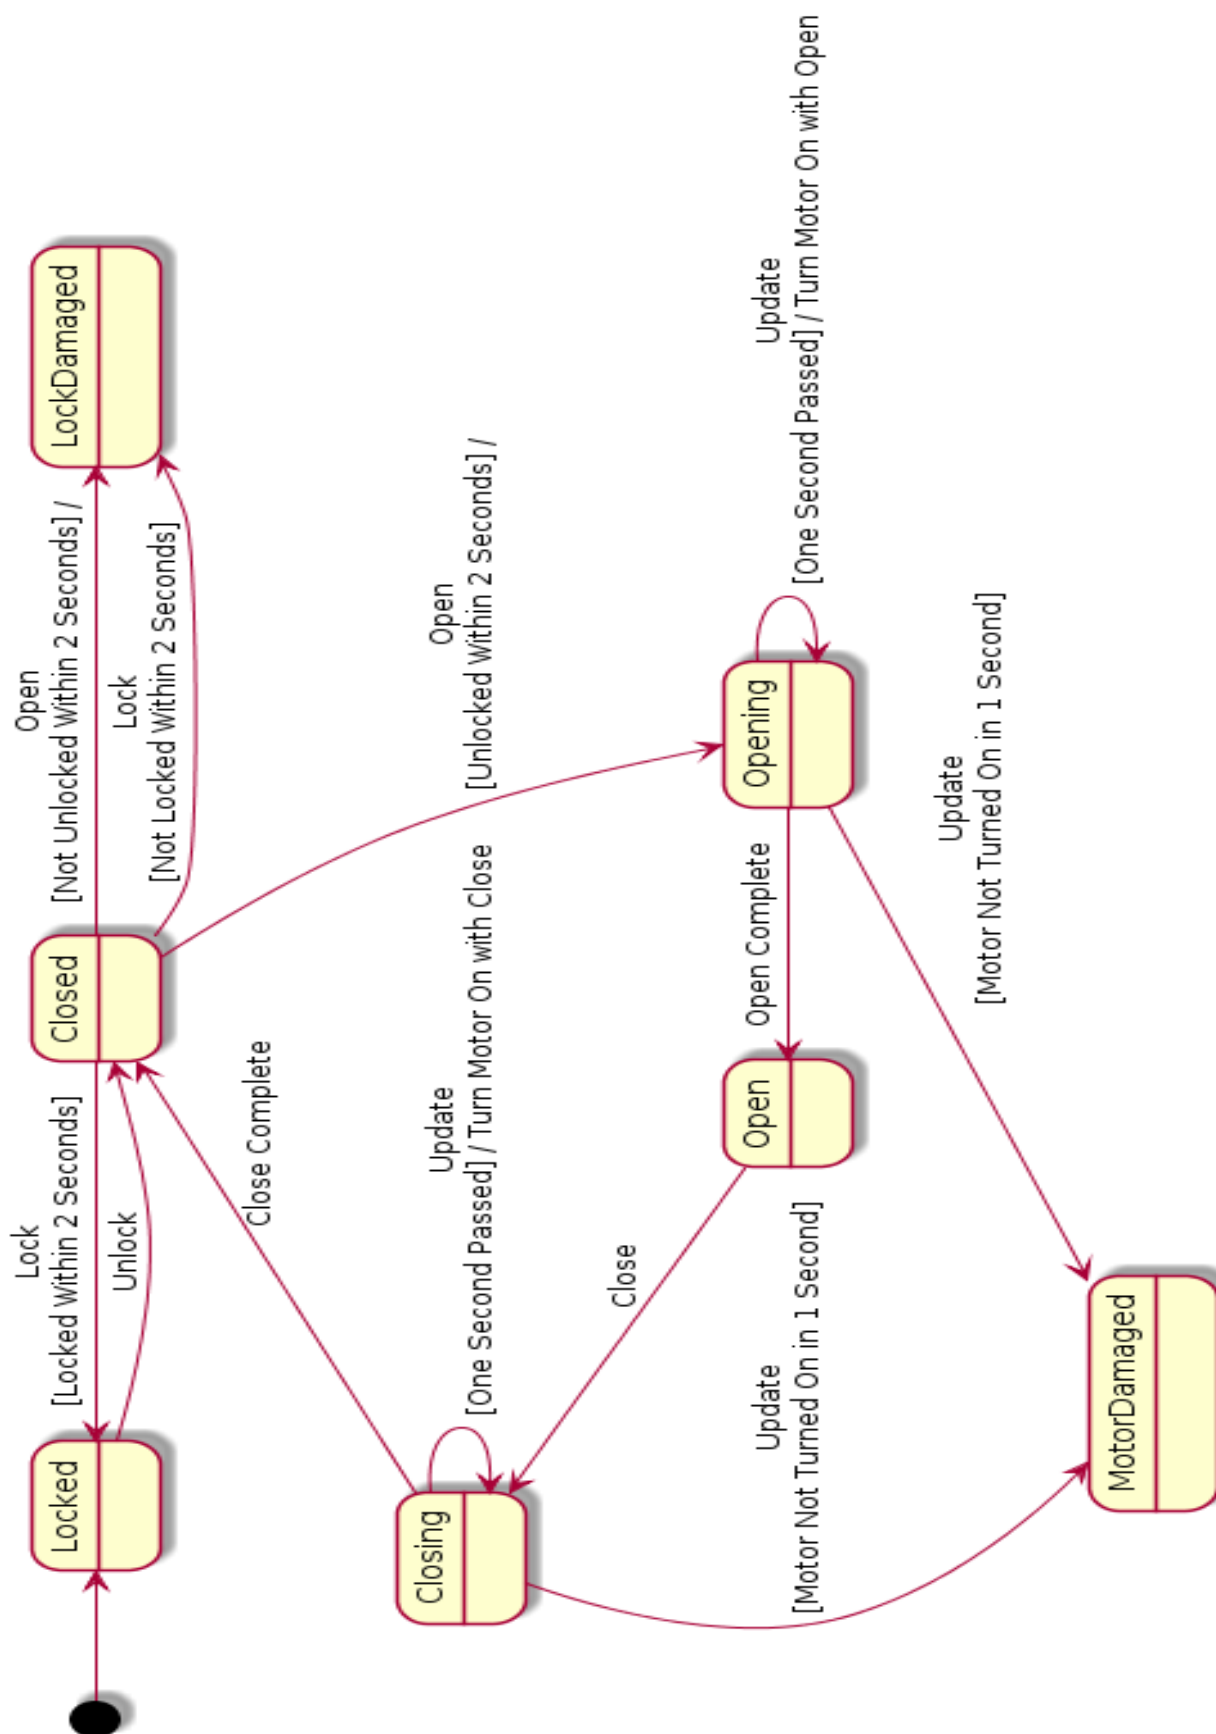 Locked
Lock
[Locked Within 2 Seconds]
Unlock
Closed
Open
[Not Unlocked Within 2 Seconds] /
Lock
[Not Locked Within 2 Seconds]
LockDamaged
Close Complete
Closing
Update
[One Second Passed] / Turn Motor On with Close
Open
[Unlocked Within 2 Seconds] /
Close
Open
Open Complete
Opening
Update
[One Second Passed] / Turn Motor On with Open
Update
[Motor Not Turned On in 1 Second]
Update
[Motor Not Turned On in 1 Second]
MotorDamaged